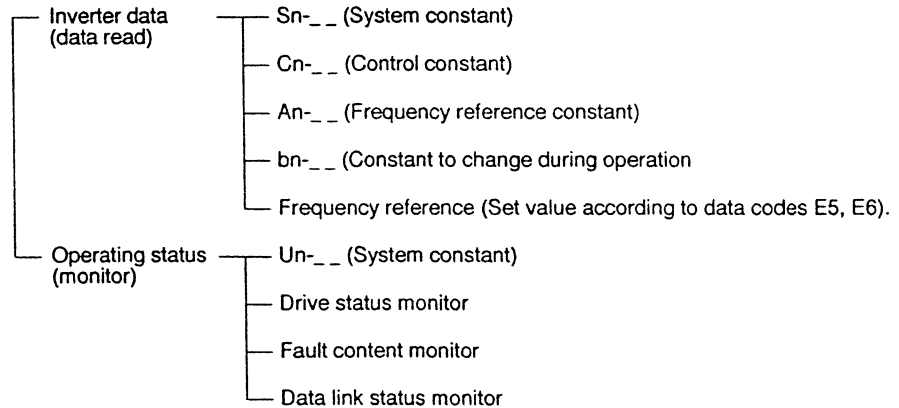 Inverter data
(data read)
Sn-_ _ (System constant)
Cn-_ _ (Control constant)
An-_ _ (Frequency reference constant)
bn-_ _ (Constant to change during operation
Frequency reference (Set value according to data codes E5, E6).
Operating status
(monitor)
Un-_ _ (System constant)
Drive status monitor
Fault content monitor
Data link status monitor